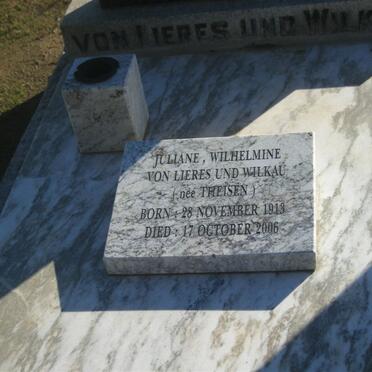 VON LIERES UND WILK
JULIANE, WILHELMINE
VON LIERES UND WILKAU
(née THEISEN)
BORN : 28 NOVEMBER 1913
DIED : 17 OCTOBER 2006